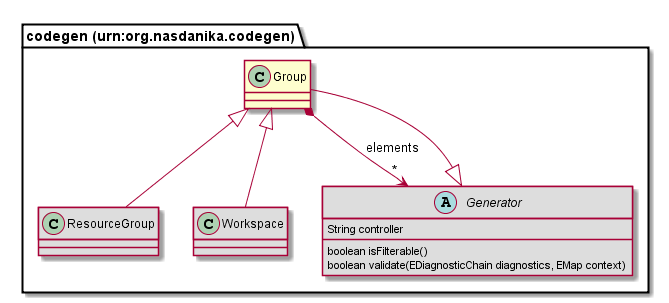 codegen (urn:org.nasdanika.codegen)
C Group
elements
*
C ResourceGroup
C Workspace
A Generator
String controller
boolean isFilterable()
boolean validate(EDiagnosticChain diagnostics, EMap context)